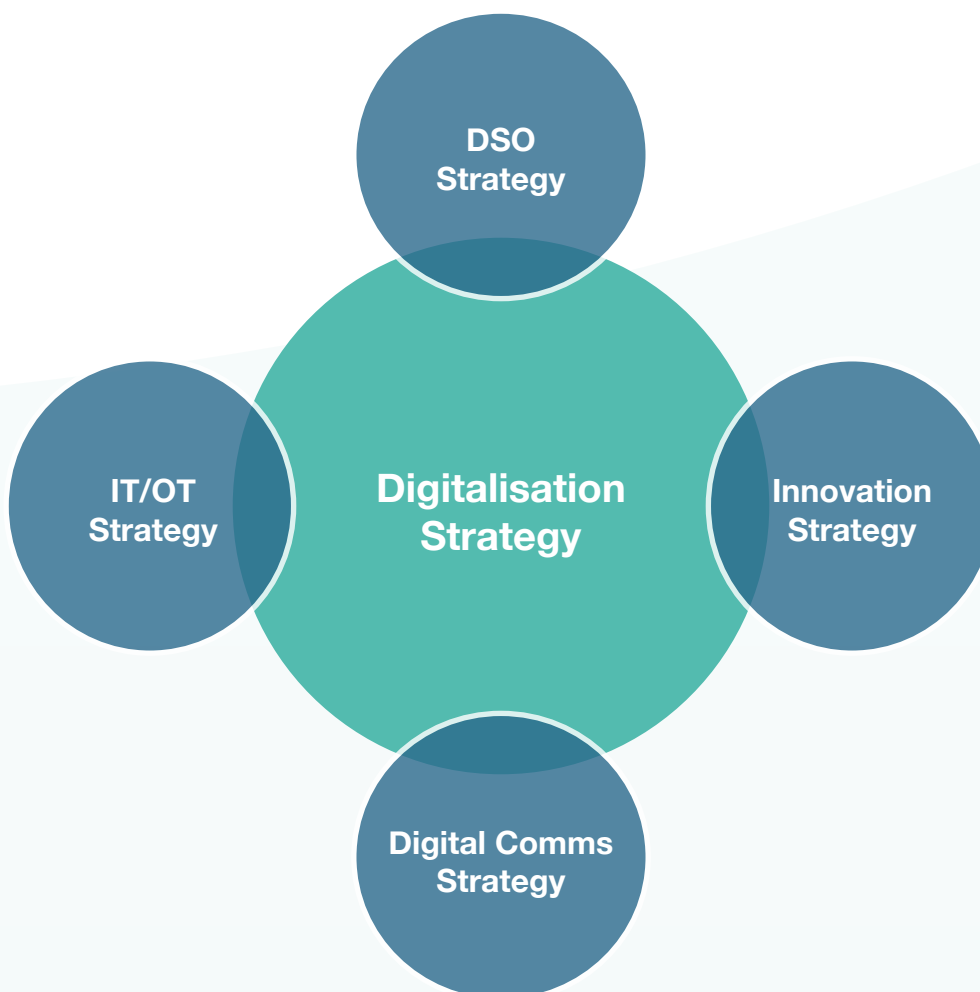 DSO
Strategy
IT/OT
Strategy
Digitalisation
Strategy
Innovation
Strategy
Digital Comms
Strategy